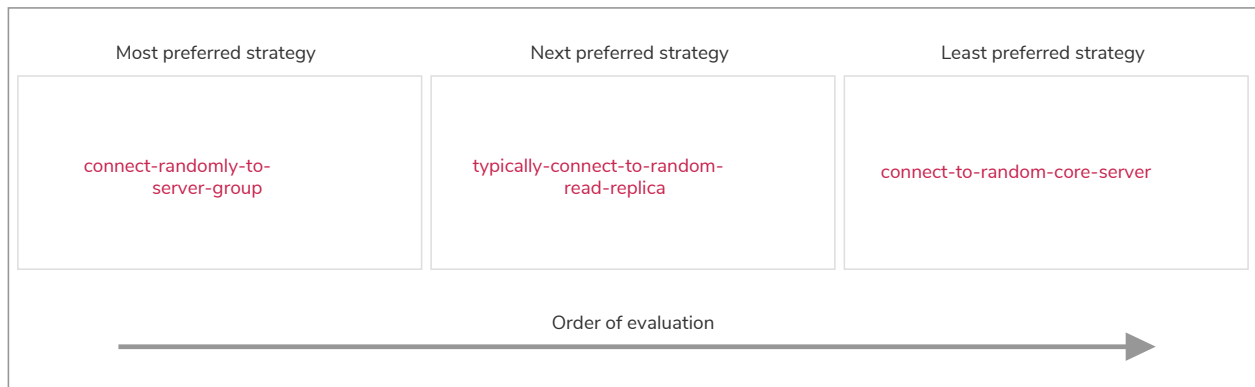 Most preferred strategy
Next preferred strategy
Least preferred strategy
connect-randomly-to-
server-group
typically-connect-to-random-
read-replica
connect-to-random-core-server
Order of evaluation